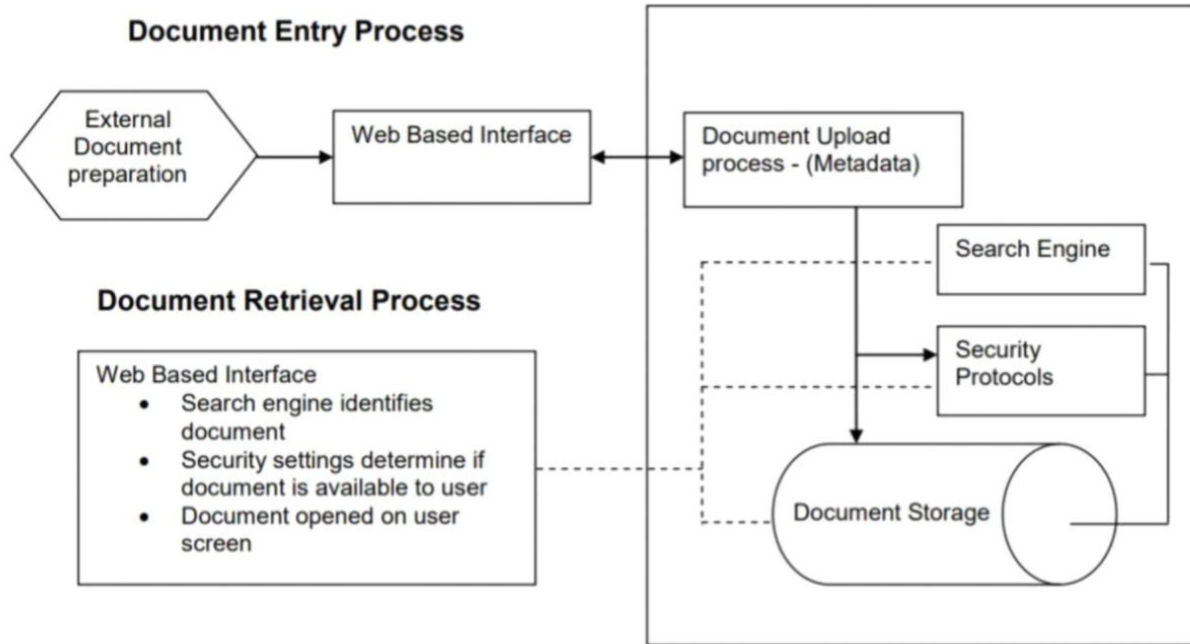 Document Entry Process
External
Document
preparation
Web Based Interface
Document Upload
process - (Metadata)
Search Engine
Security
Protocols
Document Storage
Document Retrieval Process
Web Based Interface
• Search engine identifies
document
• Security settings determine if
document is available to user
• Document opened on user
screen